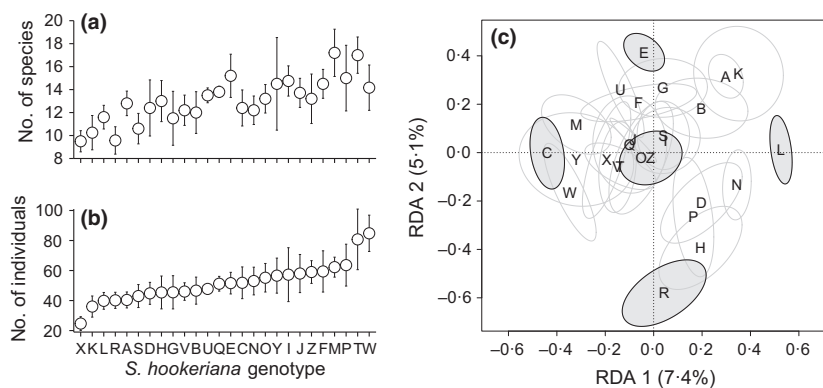 (a)
No. of species
20
18
16
14
12
10
8
(b)
No. of individuals
100
80
60
40
20
XKLRASDHGVBUQECNOYIJZFMPTW
S. hookeriana genotype
(c)
RDA 2 (5·1%)
0·4
0·2
0·0
−0·2
−0·4
−0·6
E
A K
U G
F B
M
S I
J
Q
C Y X OZ L
V T
W N
D
P
H
R
−0·6 −0·4 −0·2 0·0 0·2 0·4 0·6
RDA 1 (7·4%)